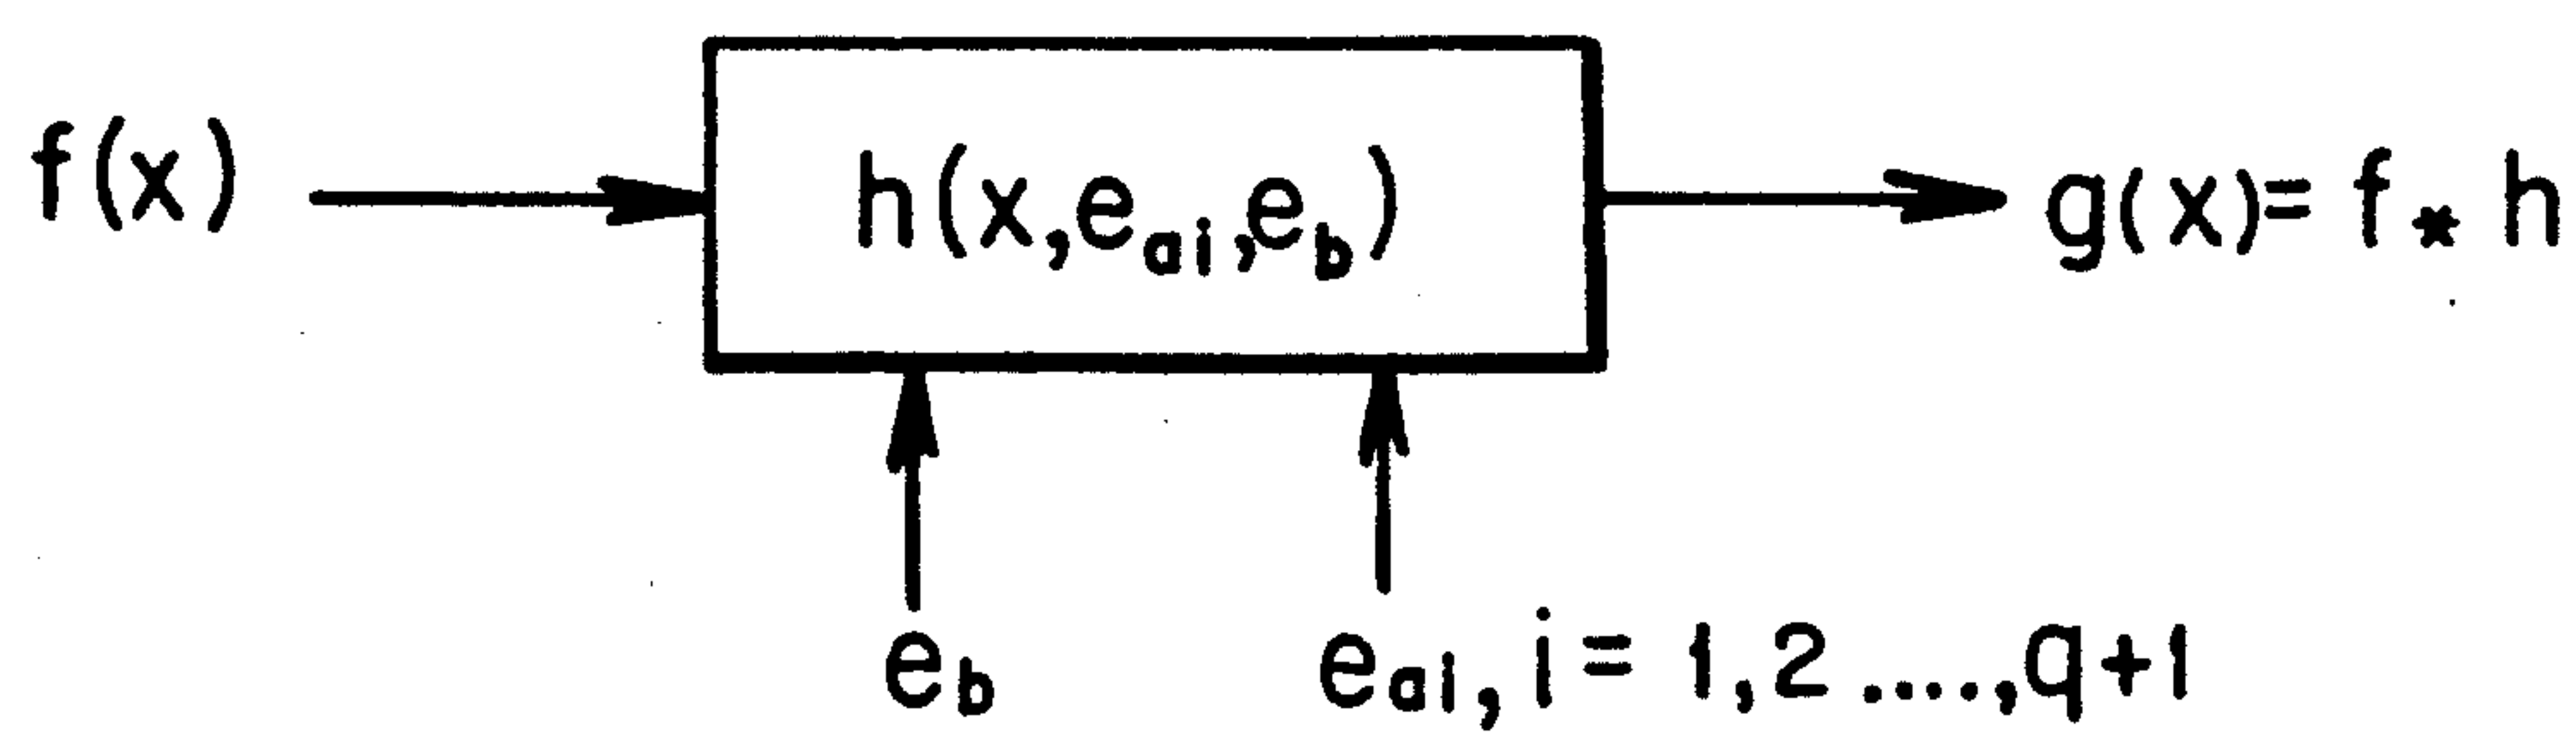 f(x)
h(x,eai,eb)
g(x)= f * h
eb
eai, i = 1,2 ....,q+1